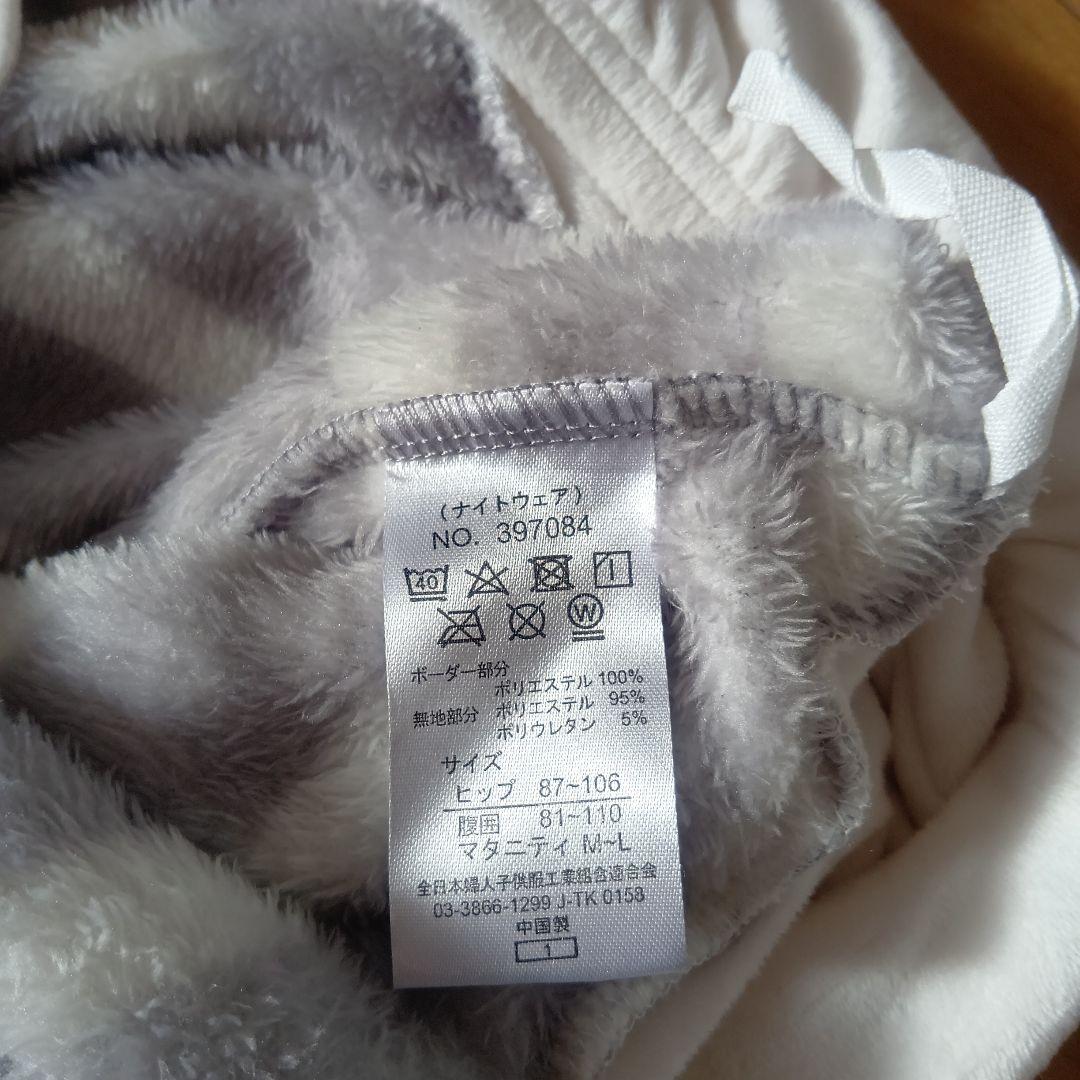 (ナイトウェア)
NO. 397084
40
W
ボーダー部分
ポリエステル 100%
無地部分 ポリエステル 95%
ポリウレタン 5%
サイズ
ヒップ 87~106
腹囲 81~110
マタニティ M~L
全日本婦人子供服工業組合連合会
03-3866-1299 J-TK 0158
中国製
1